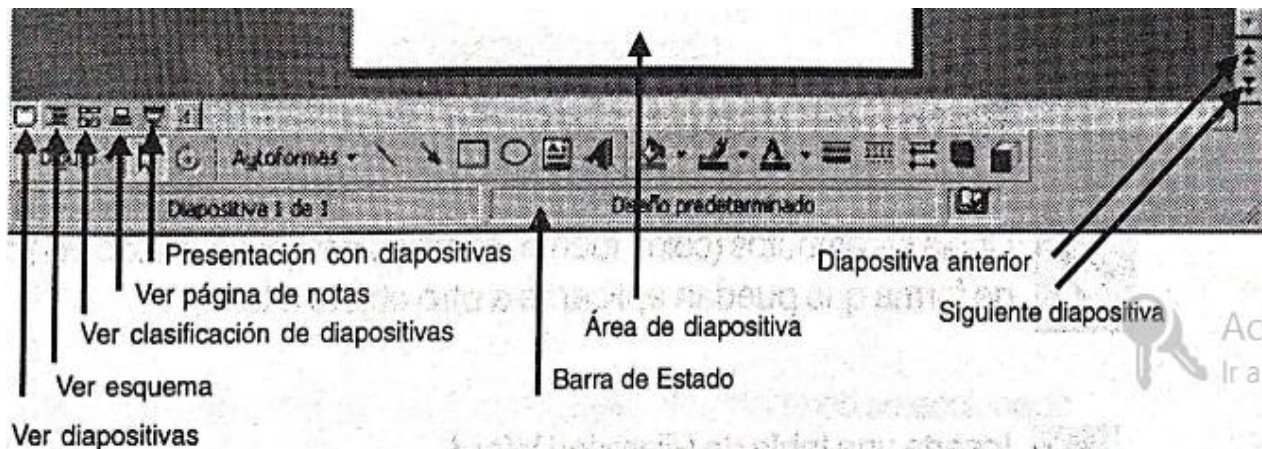 Autoformas
Diapositiva 1 de 1
Diseño predeterminado
Presentación con diapositivas
Diapositiva anterior
Ver página de notas
Siguiente diapositiva
Área de diapositiva
Ver clasificación de diapositivas
Ver esquema
Barra de Estado
Ver diapositivas